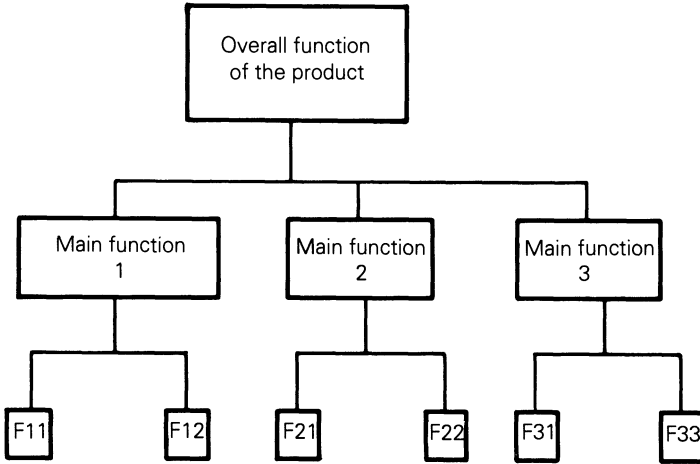 Overall function
of the product
Main function
1
Main function
2
Main function
3
F11
F12
F21
F22
F31
F33